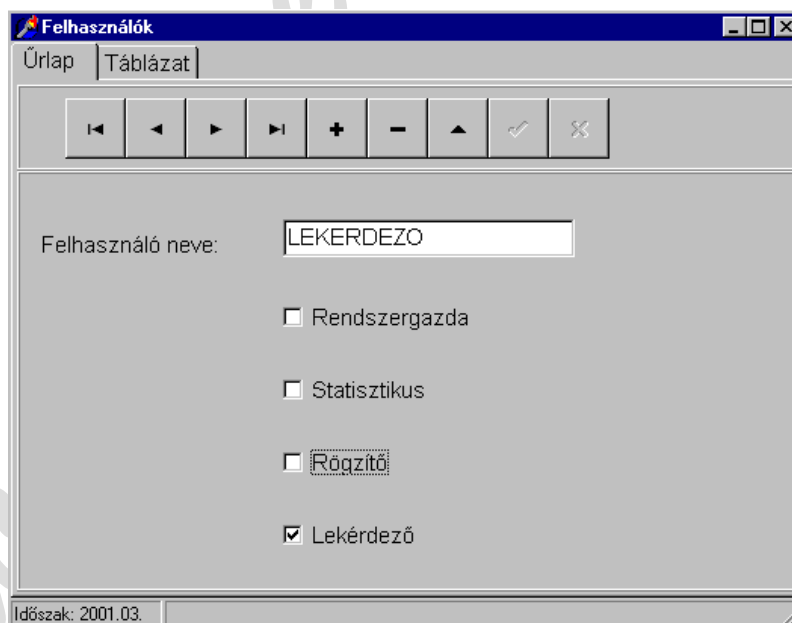 Felhasználók
Űrlap Táblázat
Felhasználó neve: LEKERDEZO
Rendszergazda
Statisztikus
Rögzítő
Lekérdező
Időszak: 2001.03.